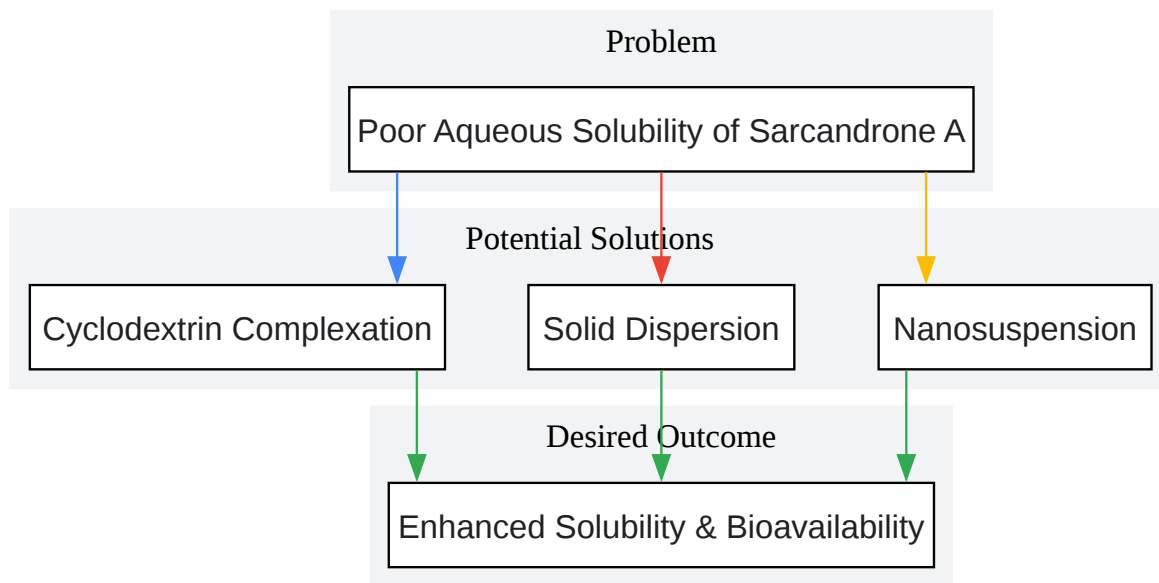 Problem
Poor Aqueous Solubility of Sarcandrone A
Potential Solutions
Cyclodextrin Complexation
Solid Dispersion
Nanosuspension
Desired Outcome
Enhanced Solubility & Bioavailability